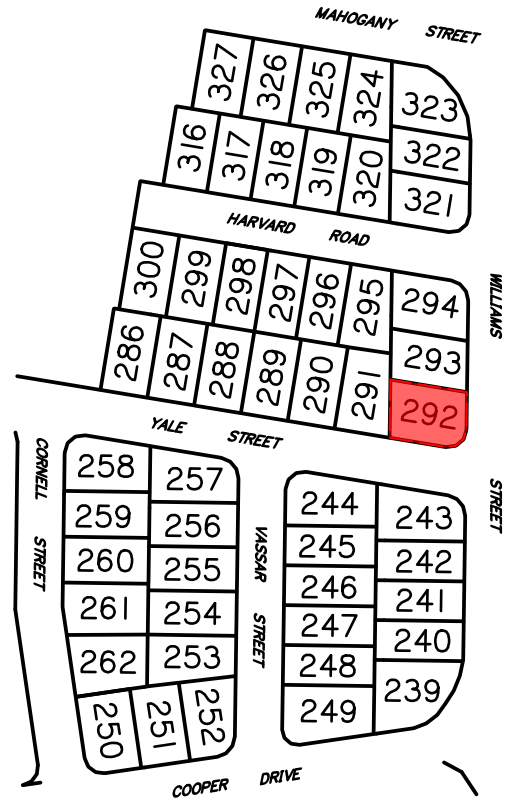 MAHOGANY STREET
327 326 325 324 323
316 317 318 319 320 322
321
HARVARD ROAD
WILLIAMS STREET
300 299 298 297 296 295 294
293
286 287 288 289 290 291 292
YALE STREET
CORNELL STREET
VASSAR STREET
258 257
259 256
260 255
261 254
262 253
250 251 252
244 243
245 242
246 241
247 240
248 239
249
COOPER DRIVE